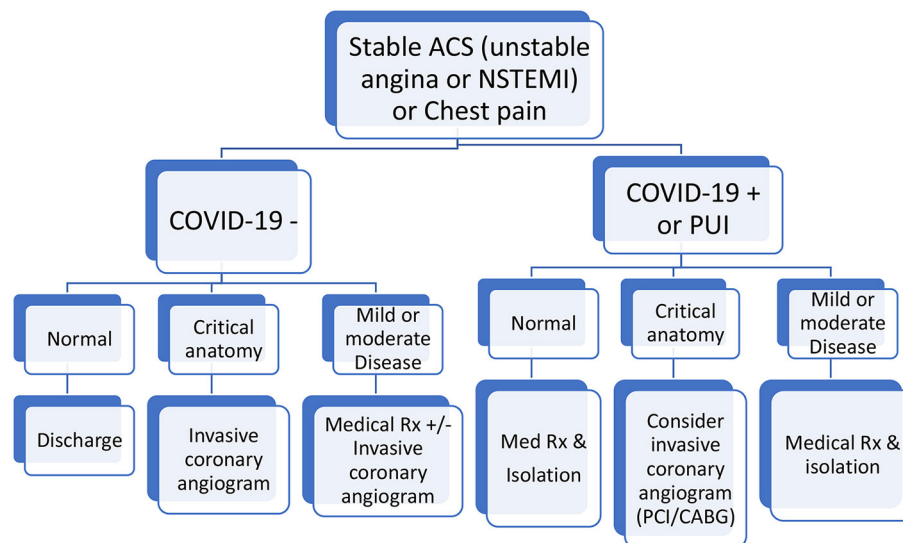 Stable ACS (unstable
angina or NSTEMI)
or Chest pain
COVID-19 -
COVID-19 +
or PUI
Normal
Critical
anatomy
Mild or
moderate
Disease
Normal
Critical
anatomy
Mild or
moderate
Disease
Discharge
Invasive
coronary
angiogram
Medical Rx +/-
Invasive
coronary
angiogram
Med Rx &
Isolation
Consider
invasive
coronary
angiogram
(PCI/CABG)
Medical Rx &
isolation